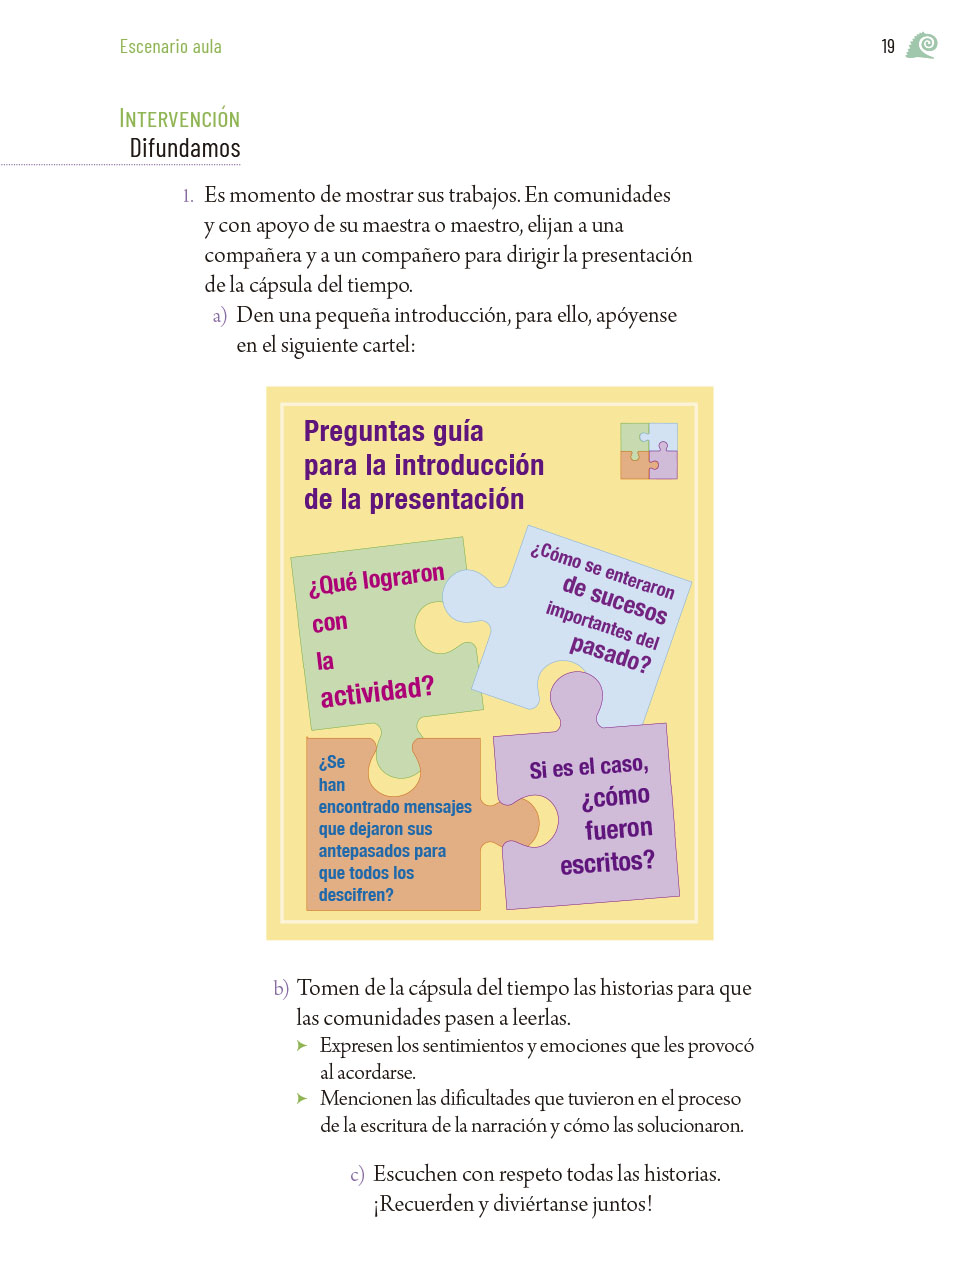 Escenario aula
19
INTERVENCIÓN
Difundamos
1. Es momento de mostrar sus trabajos. En comunidades
y con apoyo de su maestra o maestro, elijan a una
compañera y a un compañero para dirigir la presentación
de la cápsula del tiempo.
a) Den una pequeña introducción, para ello, apóyense
en el siguiente cartel:
Preguntas guía
para la introducción
de la presentación
¿Qué lograron
con
la
actividad?
¿Cómo se enteraron
de sucesos
importantes del
pasado?
¿Se
han
encontrado mensajes
que dejaron sus
antepasados para
que todos los
descifren?
Si es el caso,
¿cómo
fueron
escritos?
b) Tomen de la cápsula del tiempo las historias para que
las comunidades pasen a leerlas.
➤ Expresen los sentimientos y emociones que les provocó
al acordarse.
➤ Mencionen las dificultades que tuvieron en el proceso
de la escritura de la narración y cómo las solucionaron.
c) Escuchen con respeto todas las historias.
¡Recuerden y diviértanse juntos!